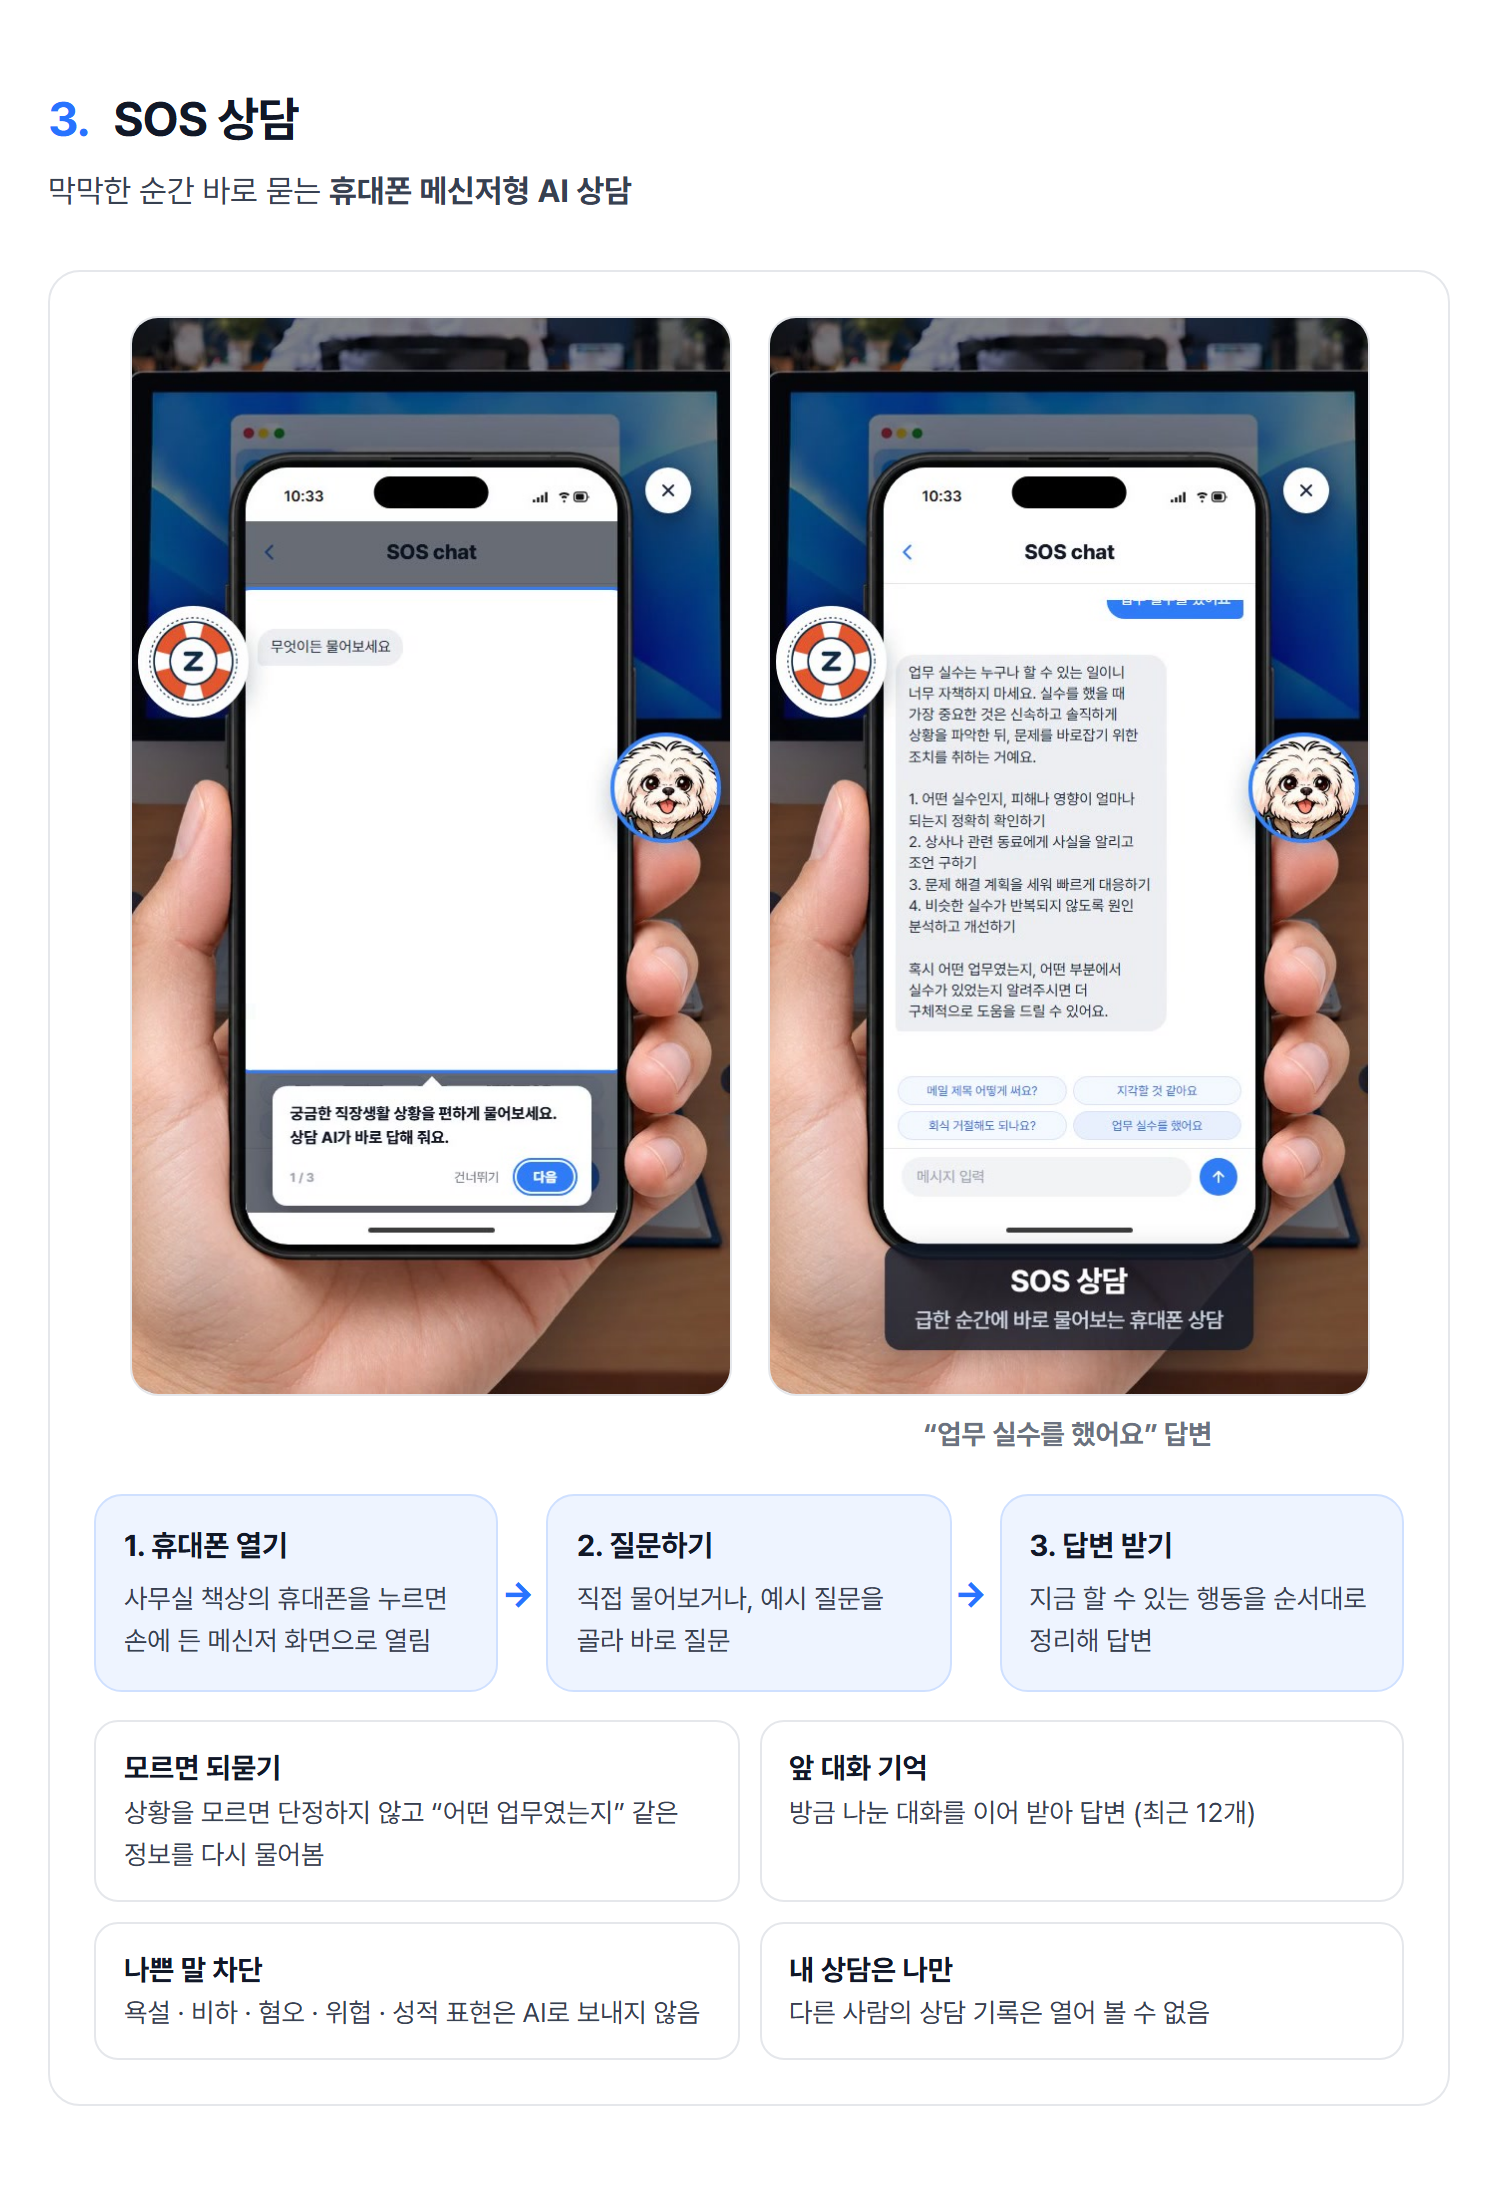 3. SOS 상담
막막한 순간 바로 묻는 휴대폰 메신저형 AI 상담
10:33
SOS chat
Z
무엇이든 물어보세요
궁금한 직장생활 상황을 편하게 물어보세요.
상담 AI가 바로 답해 줘요.
1 / 3
건너뛰기
다음
10:33
SOS chat
업무 실수를 했어요
Z
업무 실수는 누구나 할 수 있는 일이니
너무 자책하지 마세요. 실수를 했을 때
가장 중요한 것은 신속하고 솔직하게
상황을 파악한 뒤, 문제를 바로잡기 위한
조치를 취하는 거예요.
1. 어떤 실수인지, 피해나 영향이 얼마나
되는지 정확히 확인하기
2. 상사나 관련 동료에게 사실을 알리고
조언 구하기
3. 문제 해결 계획을 세워 빠르게 대응하기
4. 비슷한 실수가 반복되지 않도록 원인
분석하고 개선하기
혹시 어떤 업무였는지, 어떤 부분에서
실수가 있었는지 알려주시면 더
구체적으로 도움을 드릴 수 있어요.
메일 제목 어떻게 써요?
지각할 것 같아요
회식 거절해도 되나요?
업무 실수를 했어요
메시지 입력
SOS 상담
급한 순간에 바로 물어보는 휴대폰 상담
“업무 실수를 했어요” 답변
1. 휴대폰 열기
사무실 책상의 휴대폰을 누르면
손에 든 메신저 화면으로 열림
→
2. 질문하기
직접 물어보거나, 예시 질문을
골라 바로 질문
→
3. 답변 받기
지금 할 수 있는 행동을 순서대로
정리해 답변
모르면 되묻기
상황을 모르면 단정하지 않고 “어떤 업무였는지” 같은
정보를 다시 물어봄
앞 대화 기억
방금 나눈 대화를 이어 받아 답변 (최근 12개)
나쁜 말 차단
욕설 · 비하 · 혐오 · 위협 · 성적 표현은 AI로 보내지 않음
내 상담은 나만
다른 사람의 상담 기록은 열어 볼 수 없음